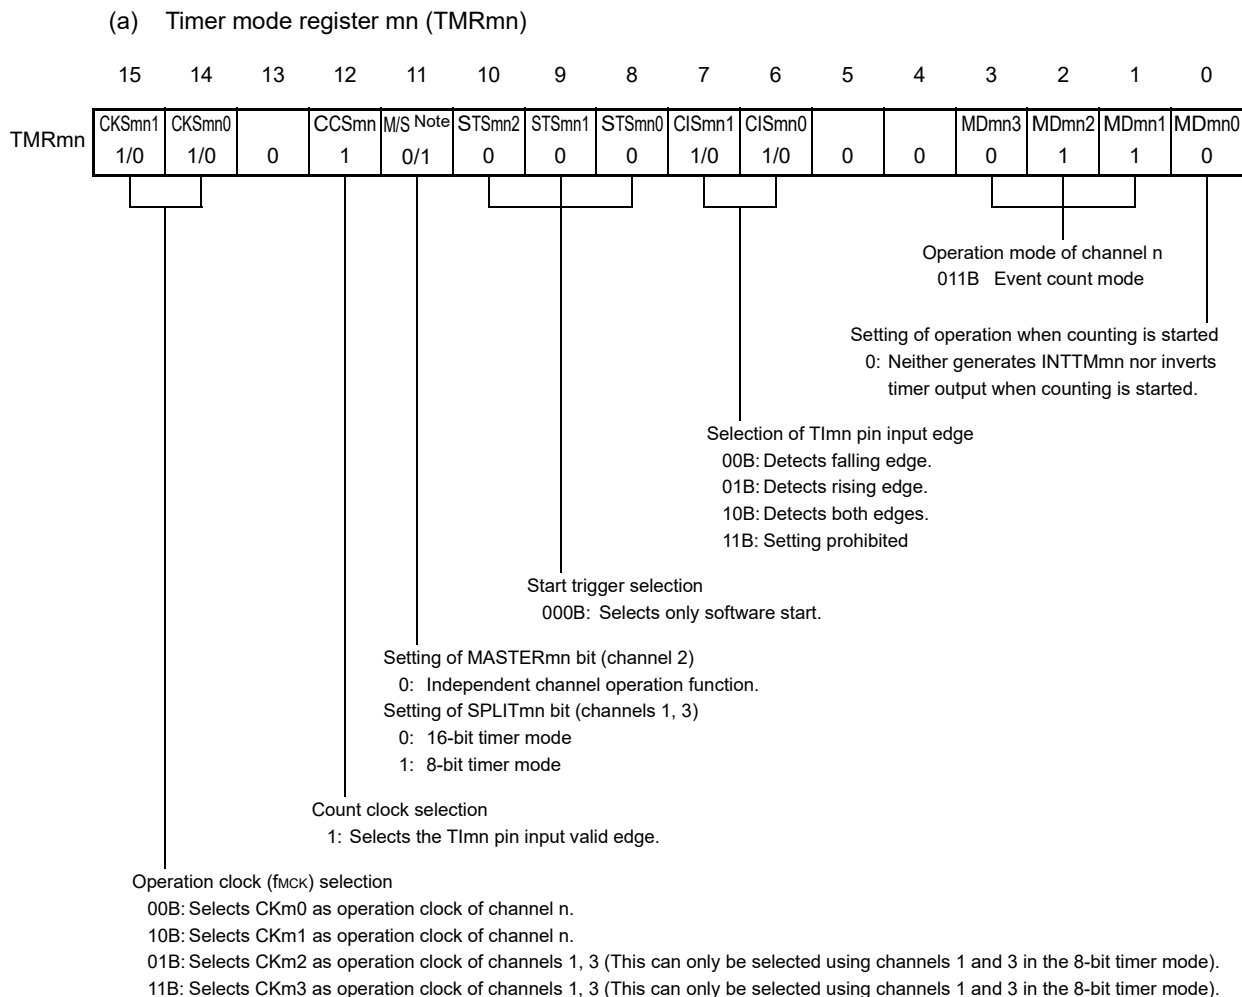 (a) Timer mode register mn (TMRmn)
15 14 13 12 11 10 9 8 7 6 5 4 3 2 1 0
CKSmn1 CKSmn0 CCSmn M/S Note STSmn2 STSmn1 STSmn0 CISmn1 CISmn0 MDmn3 MDmn2 MDmn1 MDmn0
TMRmn
1/0 1/0 0 1 0/1 0 0 0 1/0 1/0 0 0 0 1 1 0
Operation mode of channel n
011B Event count mode
Setting of operation when counting is started
0: Neither generates INTTMmn nor inverts
timer output when counting is started.
Selection of TImn pin input edge
00B: Detects falling edge.
01B: Detects rising edge.
10B: Detects both edges.
11B: Setting prohibited
Start trigger selection
000B: Selects only software start.
Setting of MASTERmn bit (channel 2)
0: Independent channel operation function.
Setting of SPLITmn bit (channels 1, 3)
0: 16-bit timer mode
1: 8-bit timer mode
Count clock selection
1: Selects the TImn pin input valid edge.
Operation clock (fMCK) selection
00B: Selects CKm0 as operation clock of channel n.
10B: Selects CKm1 as operation clock of channel n.
01B: Selects CKm2 as operation clock of channels 1, 3 (This can only be selected using channels 1 and 3 in the 8-bit timer mode).
11B: Selects CKm3 as operation clock of channels 1, 3 (This can only be selected using channels 1 and 3 in the 8-bit timer mode).